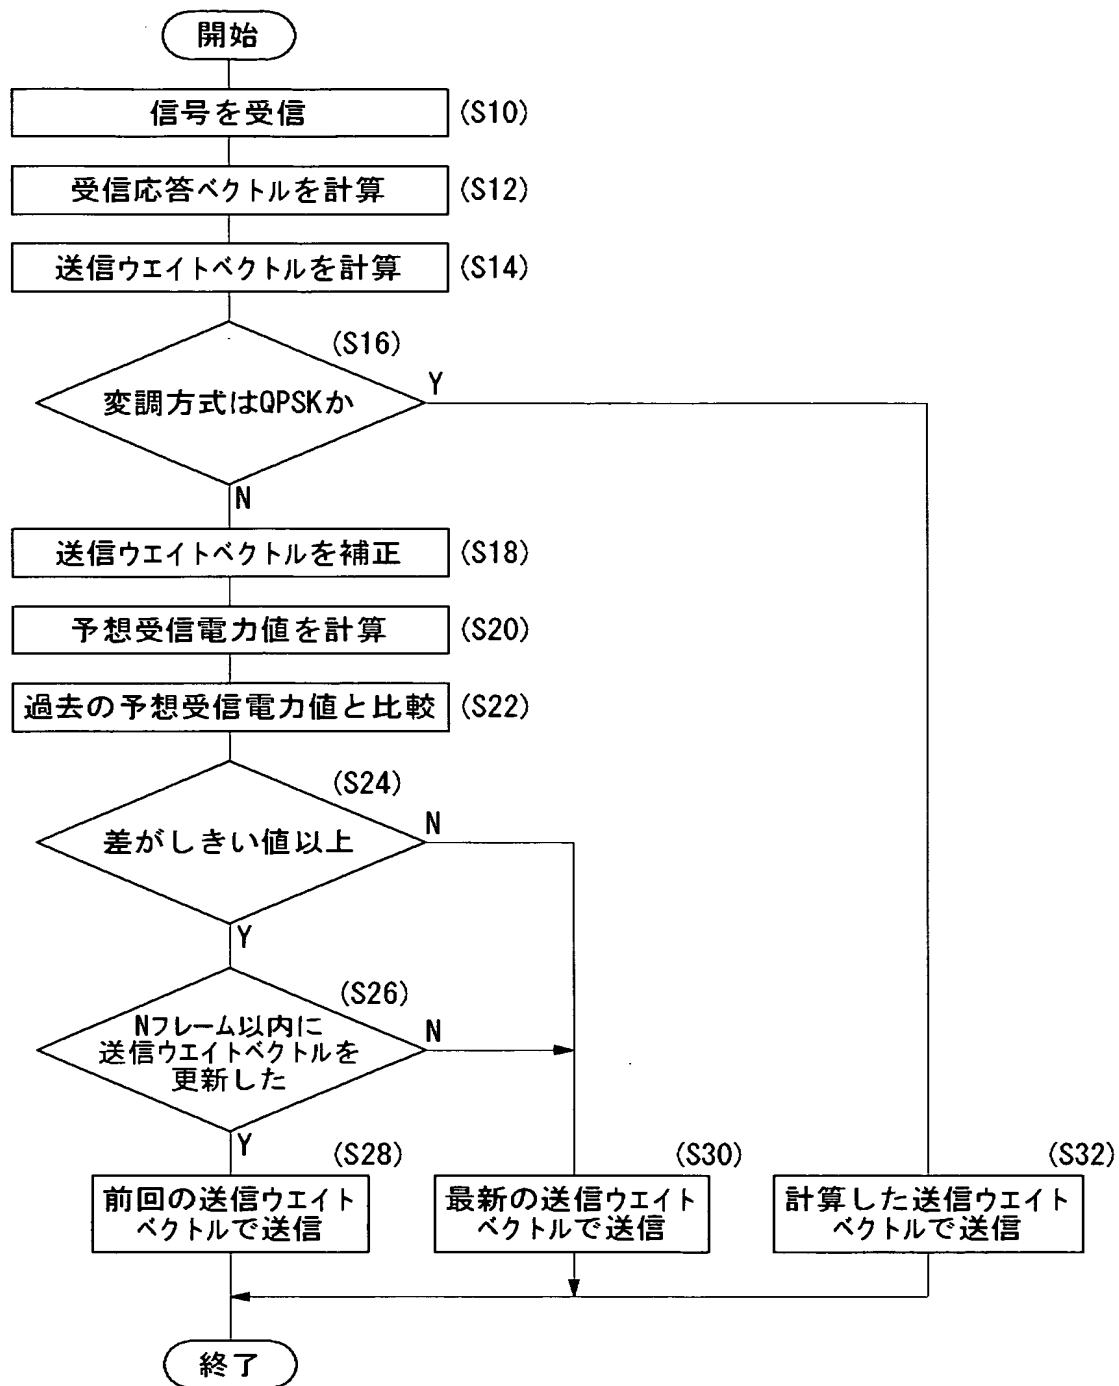 開始
信号を受信 (S10)
受信応答ベクトルを計算 (S12)
送信ウエイトベクトルを計算 (S14)
(S16)
変調方式はQPSKか
Y
N
送信ウエイトベクトルを補正 (S18)
予想受信電力値を計算 (S20)
過去の予想受信電力値と比較 (S22)
(S24)
差がしきい値以上
N
Y
(S26)
Nフレーム以内に
送信ウエイトベクトルを
更新した
N
Y
(S28)
前回の送信ウエイト
ベクトルで送信
(S30)
最新の送信ウエイト
ベクトルで送信
(S32)
計算した送信ウエイト
ベクトルで送信
終了